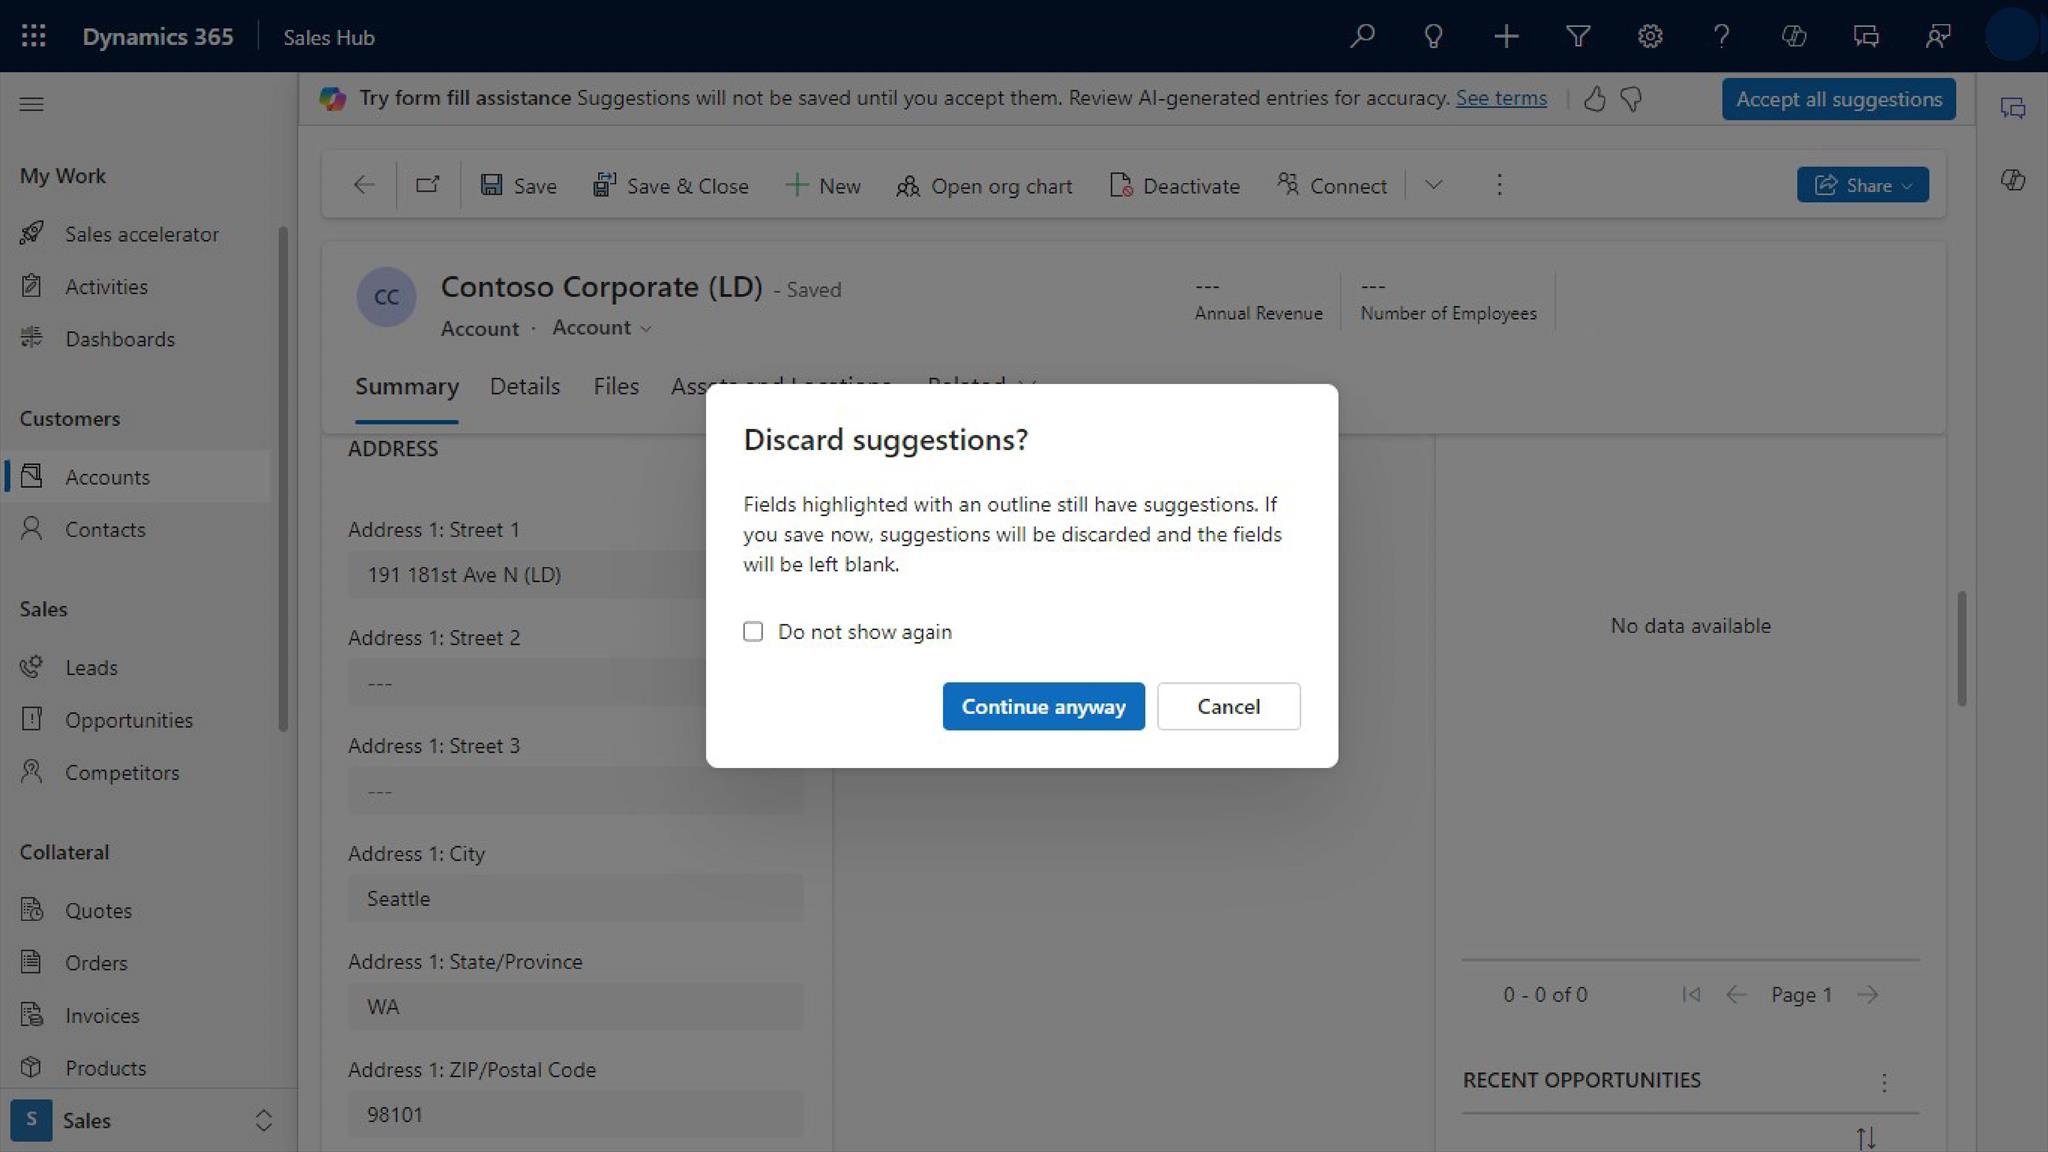 Dynamics 365
Sales Hub
Try form fill assistance Suggestions will not be saved until you accept them. Review AI-generated entries for accuracy. See terms
Accept all suggestions
My Work
Sales accelerator
Activities
Dashboards
Customers
Accounts
Contacts
Sales
Leads
Opportunities
Competitors
Collateral
Quotes
Orders
Invoices
Products
S
Sales
Save
Save & Close
New
Open org chart
Deactivate
Connect
Share
CC
Contoso Corporate (LD) - Saved
Account · Account
---
Annual Revenue
---
Number of Employees
Summary
Details
Files
Assets and Locations
Related
ADDRESS
Address 1: Street 1
191 181st Ave N (LD)
Address 1: Street 2
---
Address 1: Street 3
---
Address 1: City
Seattle
Address 1: State/Province
WA
Address 1: ZIP/Postal Code
98101
Discard suggestions?
Fields highlighted with an outline still have suggestions. If
you save now, suggestions will be discarded and the fields
will be left blank.
Do not show again
Continue anyway
Cancel
No data available
0 - 0 of 0
Page 1
RECENT OPPORTUNITIES